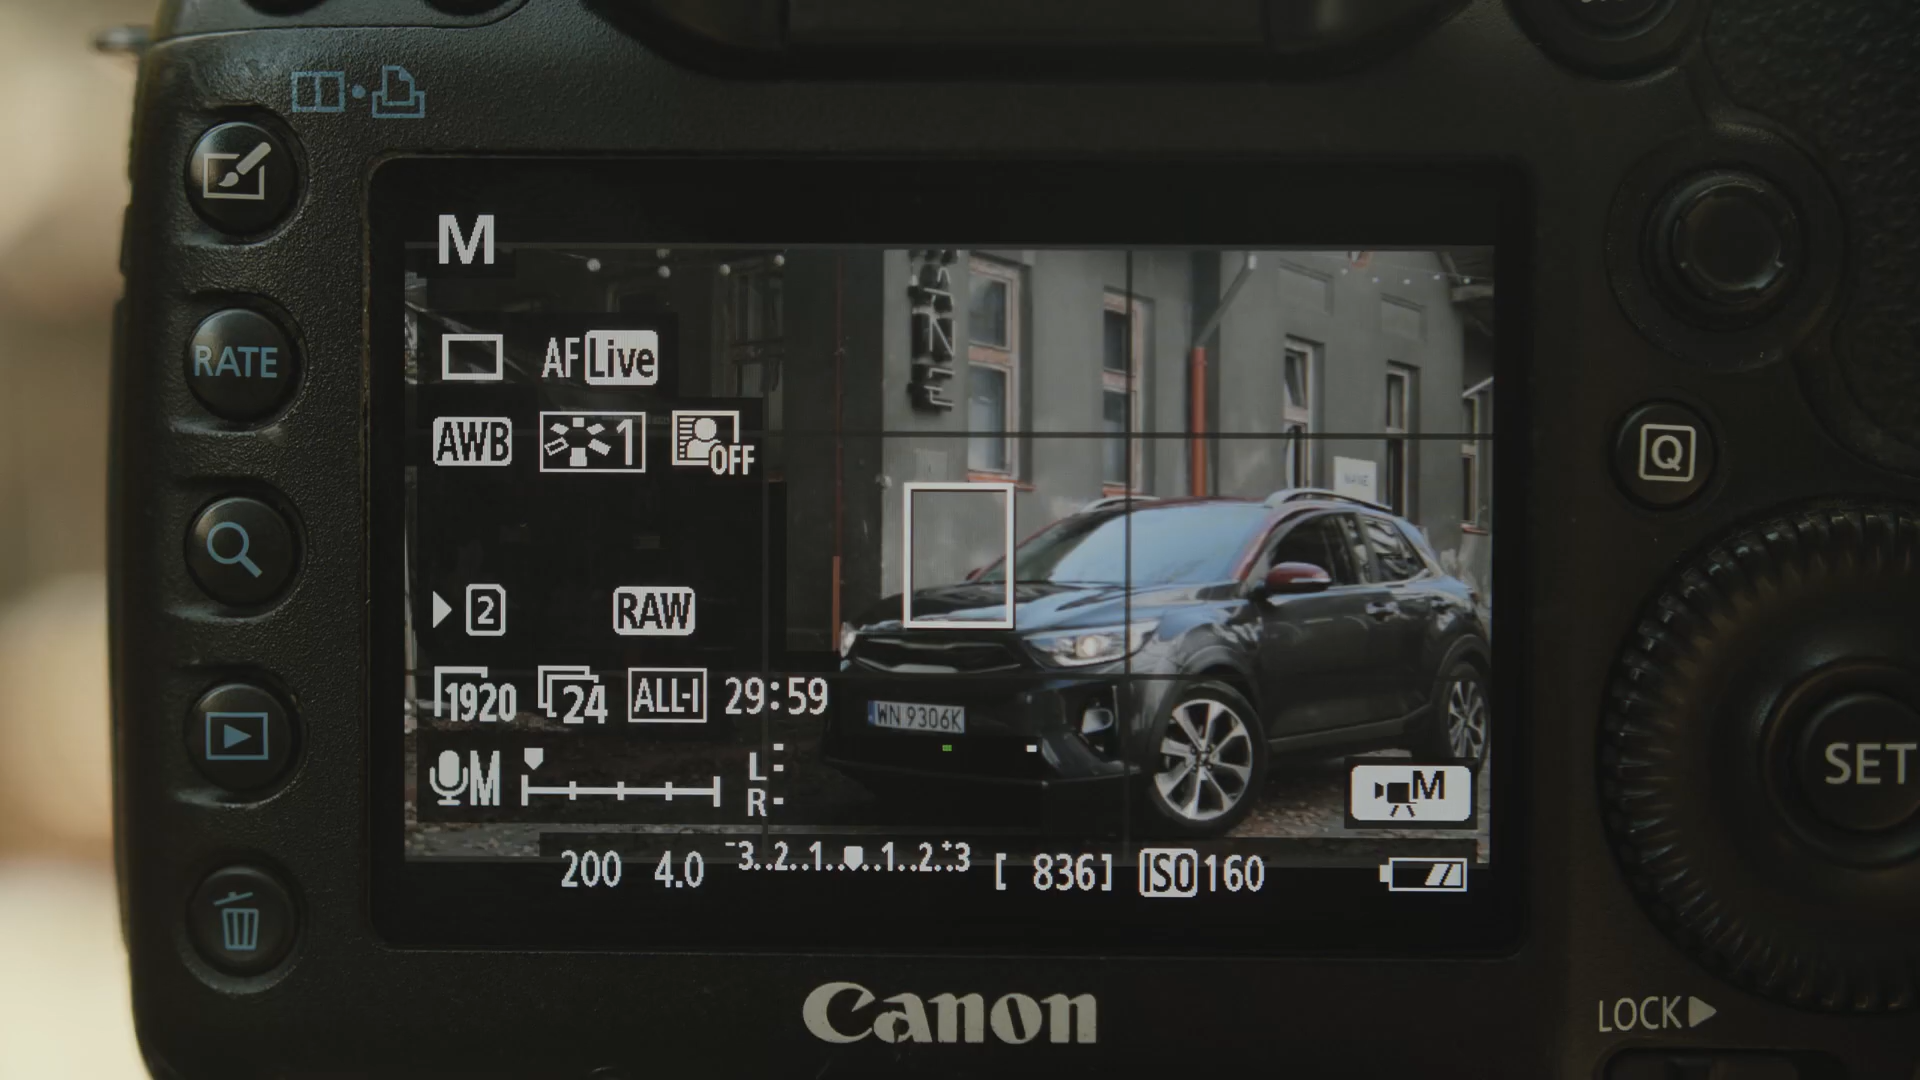 M
RATE
AF Live
AWB 1 OFF
Q
2 RAW
1920 24 ALL-I 29:59
WN 9306K
M L
R
M
SET
200 4.0 -3..2..1...1..2.+3 [ 836] ISO 160
Canon
LOCK